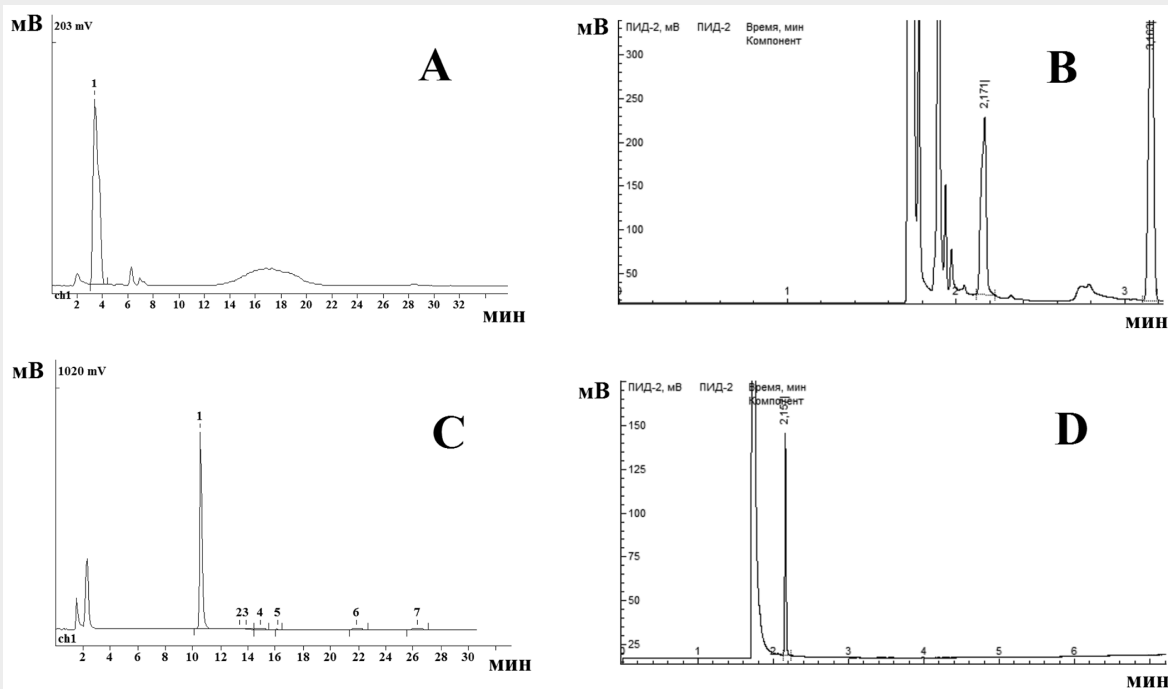 мВ
203 mV
A
1
ch1
2 4 6 8 10 12 14 16 18 20 22 24 26 28 30 32
мин
мВ
ПИД-2, мВ ПИД-2 Время, мин
Компонент
B
300
250
200
150
100
50
2,171
3,163
0 1 2 3
мин
мВ
1020 mV
C
1
23 4 5 6 7
ch1
2 4 6 8 10 12 14 16 18 20 22 24 26 28 30
мин
мВ
ПИД-2, мВ ПИД-2 Время, мин
Компонент
D
150
125
100
75
50
25
0 1 2 3 4 5 6
мин